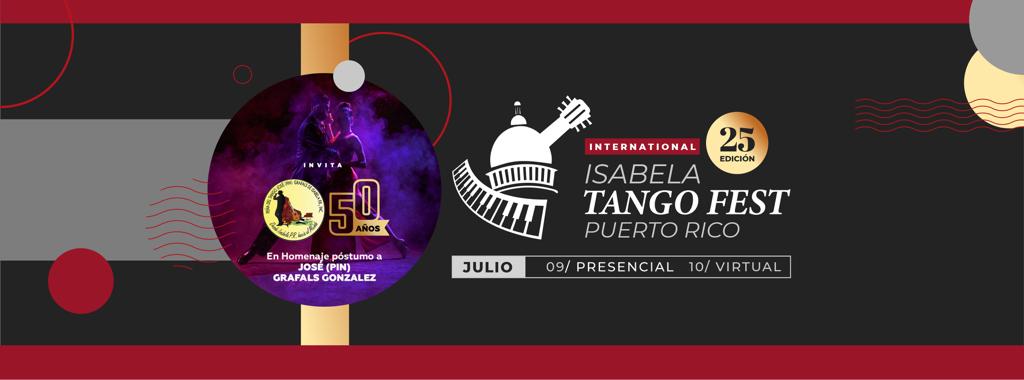 INVITA
50
AÑOS
En Homenaje póstumo a
JOSÉ (PIN)
GRAFALS GONZALEZ
INTERNATIONAL
25
EDICIÓN
ISABELA
TANGO FEST
PUERTO RICO
JULIO 09/ PRESENCIAL 10/ VIRTUAL